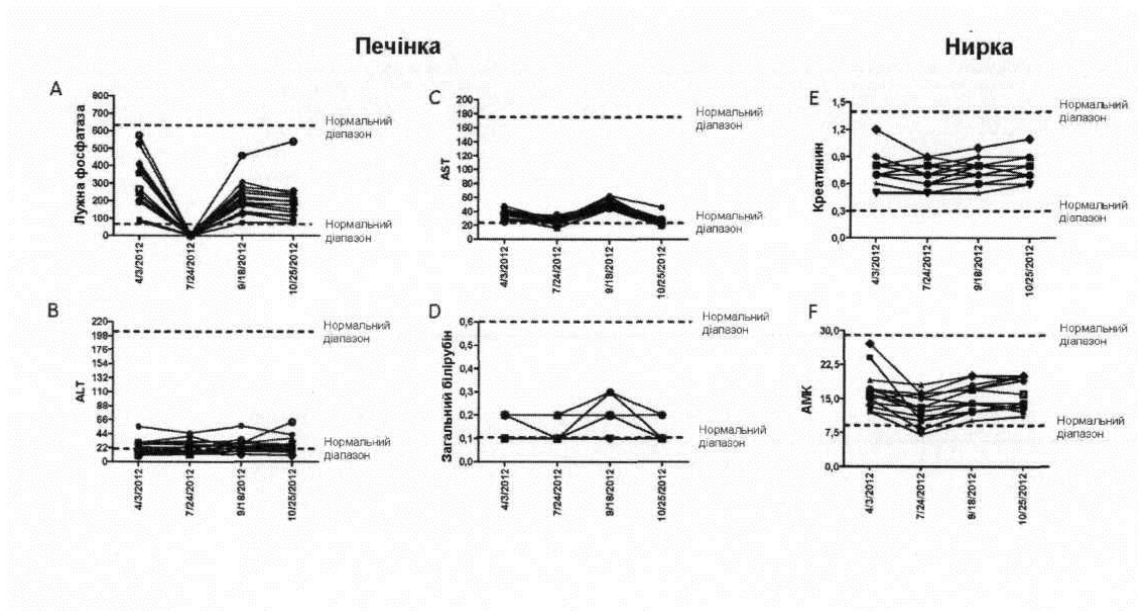 Печінка
Нирка
A
Лужна фосфатаза
800
700
600
500
400
300
200
100
0
Нормальний
діапазон
Нормальний
діапазон
4/3/2012
7/24/2012
9/18/2012
10/25/2012
C
AST
200
180
160
140
120
100
80
60
40
20
0
Нормальний
діапазон
Нормальний
діапазон
4/3/2012
7/24/2012
9/18/2012
10/25/2012
E
Креатинин
1,5
1,2
0,9
0,6
0,3
0,0
Нормальний
діапазон
Нормальний
діапазон
4/3/2012
7/24/2012
9/18/2012
10/25/2012
B
ALT
220
198
176
154
132
110
88
66
44
22
0
Нормальний
діапазон
Нормальний
діапазон
4/3/2012
7/24/2012
9/18/2012
10/25/2012
D
Загальний білірубін
0,6
0,5
0,4
0,3
0,2
0,1
0,0
Нормальний
діапазон
Нормальний
діапазон
4/3/2012
7/24/2012
9/18/2012
10/25/2012
F
АМК
30,0
22,5
15,0
7,5
0,0
Нормальний
діапазон
Нормальний
діапазон
4/3/2012
7/24/2012
9/18/2012
10/25/2012